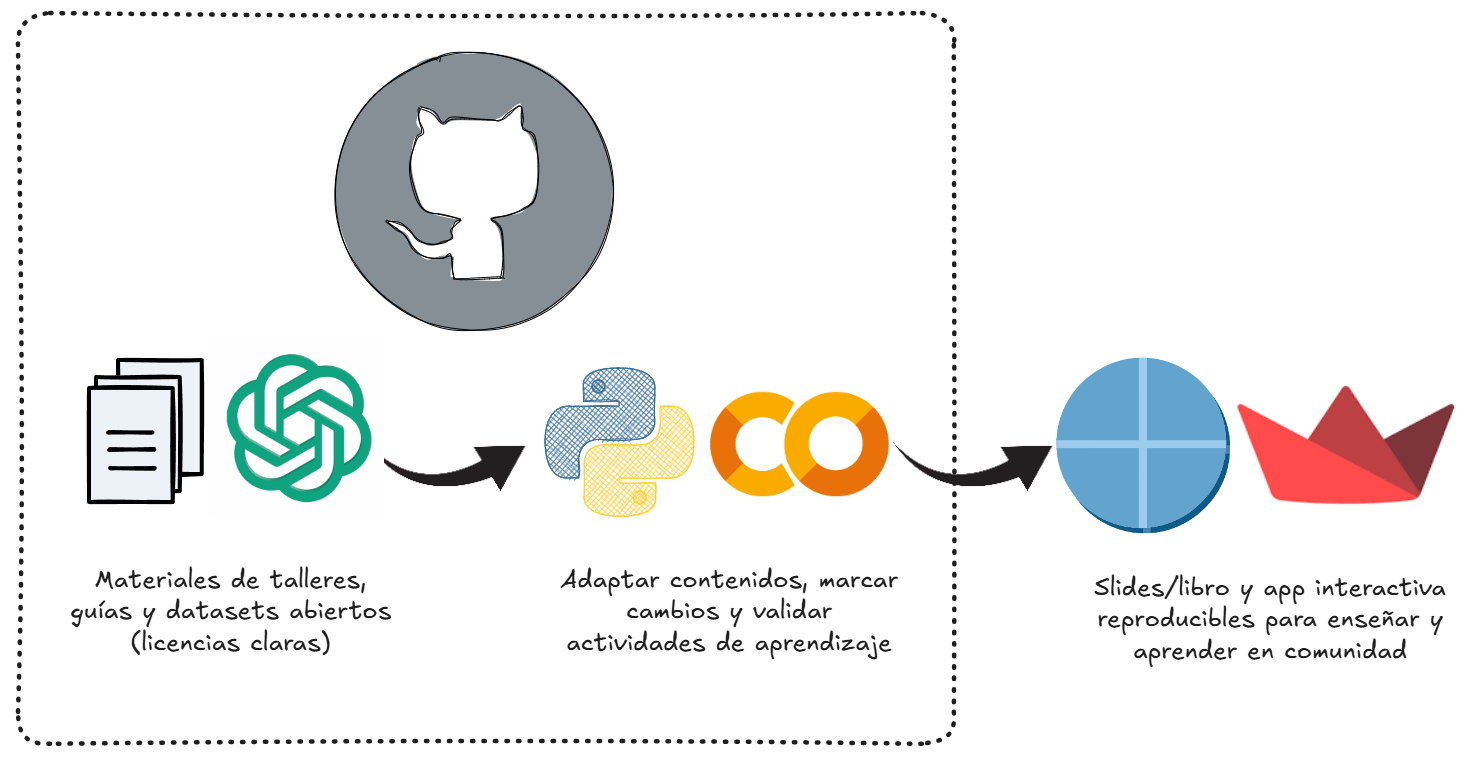 Materiales de talleres,
guías y datasets abiertos
(licencias claras)
Adaptar contenidos, marcar
cambios y validar
actividades de aprendizaje
Slides/libro y app interactiva
reproducibles para enseñar y
aprender en comunidad